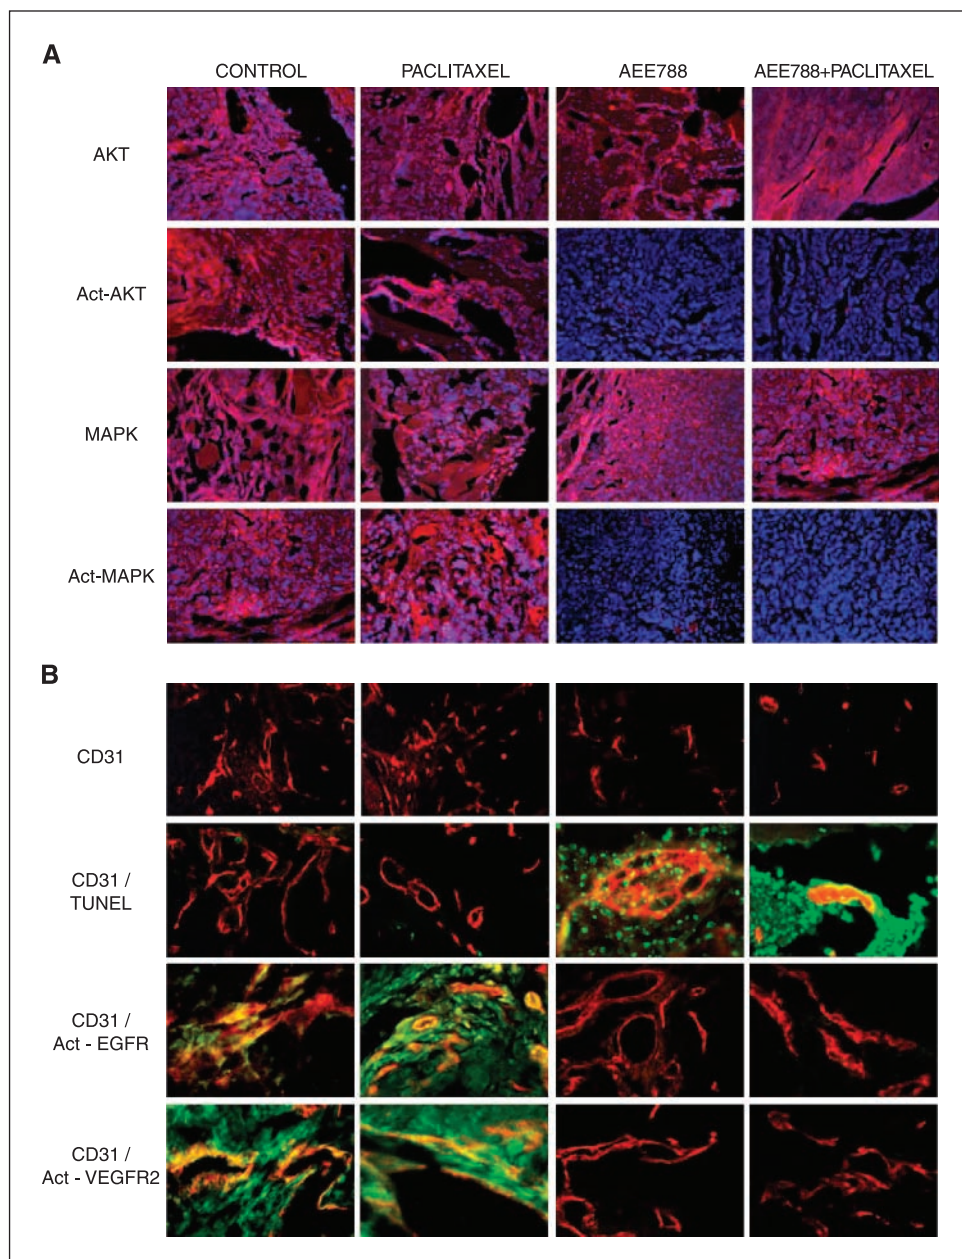 A
CONTROL PACLITAXEL AEE788 AEE788+PACLITAXEL
AKT
Act-AKT
MAPK
Act-MAPK
B
CD31
CD31 /
TUNEL
CD31 /
Act - EGFR
CD31 /
Act - VEGFR2